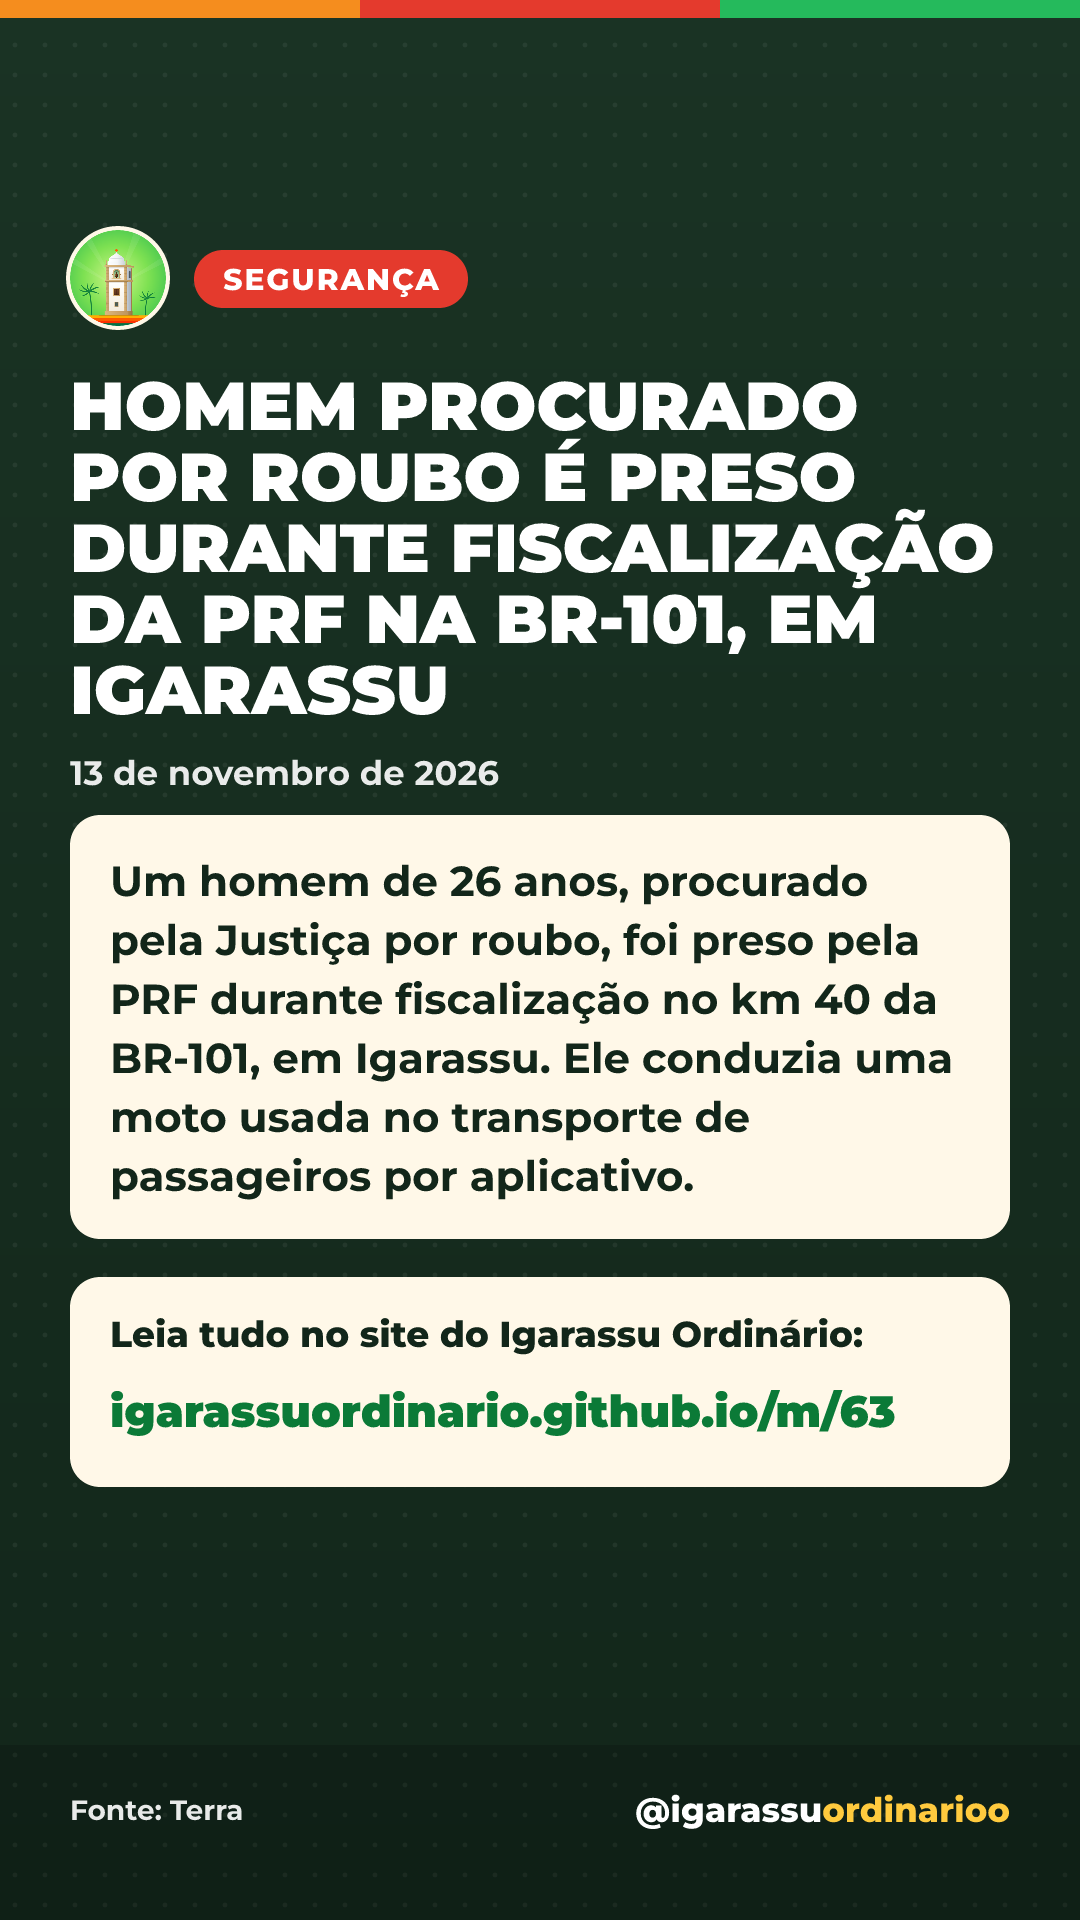 SEGURANÇA
HOMEM PROCURADO
POR ROUBO É PRESO
DURANTE FISCALIZAÇÃO
DA PRF NA BR-101, EM
IGARASSU
13 de novembro de 2026
Um homem de 26 anos, procurado
pela Justiça por roubo, foi preso pela
PRF durante fiscalização no km 40 da
BR-101, em Igarassu. Ele conduzia uma
moto usada no transporte de
passageiros por aplicativo.
Leia tudo no site do Igarassu Ordinário:
igarassuordinario.github.io/m/63
Fonte: Terra
@igarassuordinarioo